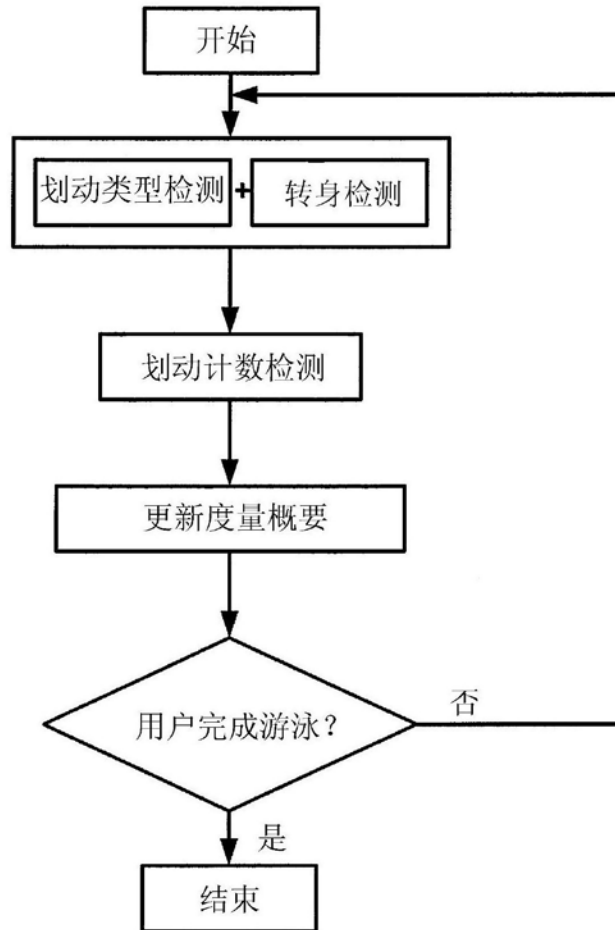 开始
划动类型检测 + 转身检测
划动计数检测
更新度量概要
用户完成游泳?
否
是
结束